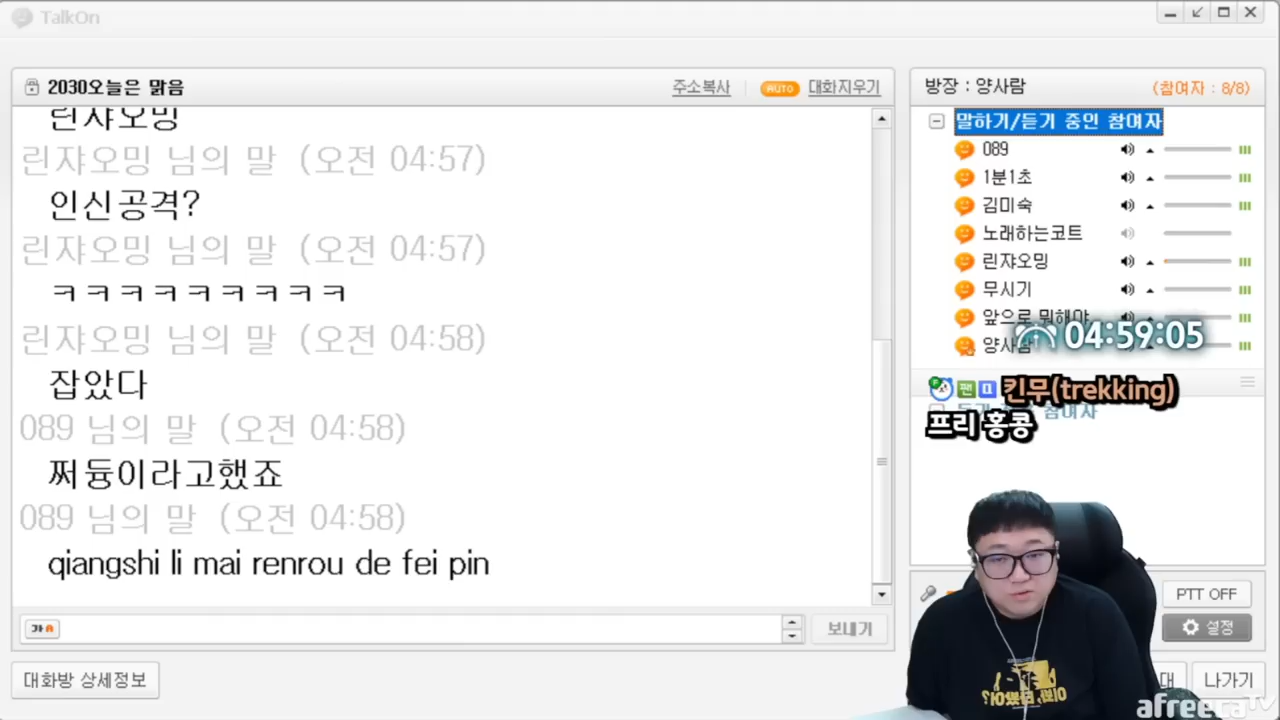 TalkOn
2030오늘은 맑음
주소복사
AUTO
대화지우기
린쟈오밍
린쟈오밍 님의 말 (오전 04:57)
인신공격?
린쟈오밍 님의 말 (오전 04:57)
ㅋㅋㅋㅋㅋㅋㅋㅋㅋ
린쟈오밍 님의 말 (오전 04:58)
잡았다
089 님의 말 (오전 04:58)
쩌듕이라고했죠
089 님의 말 (오전 04:58)
qiangshi li mai renrou de fei pin
가
보내기
대화방 상세정보
방장 : 양사람
(참여자 : 8/8)
말하기/듣기 중인 참여자
089
1분1초
김미숙
노래하는코트
린쟈오밍
무시기
앞으로 뭐해야
양사람
04:59:05
팬 킨무(trekking)
참여자
프리 홍콩
PTT OFF
설정
나가기
afreecaTV